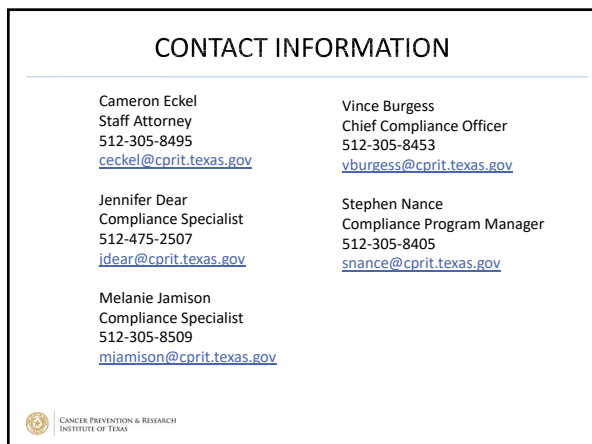 CONTACT INFORMATION
Cameron Eckel
Staff Attorney
512-305-8495
ceckel@cprit.texas.gov
Jennifer Dear
Compliance Specialist
512-475-2507
jdear@cprit.texas.gov
Melanie Jamison
Compliance Specialist
512-305-8509
mjamison@cprit.texas.gov
Vince Burgess
Chief Compliance Officer
512-305-8453
vburgess@cprit.texas.gov
Stephen Nance
Compliance Program Manager
512-305-8405
snance@cprit.texas.gov
CANCER PREVENTION & RESEARCH
INSTITUTE OF TEXAS